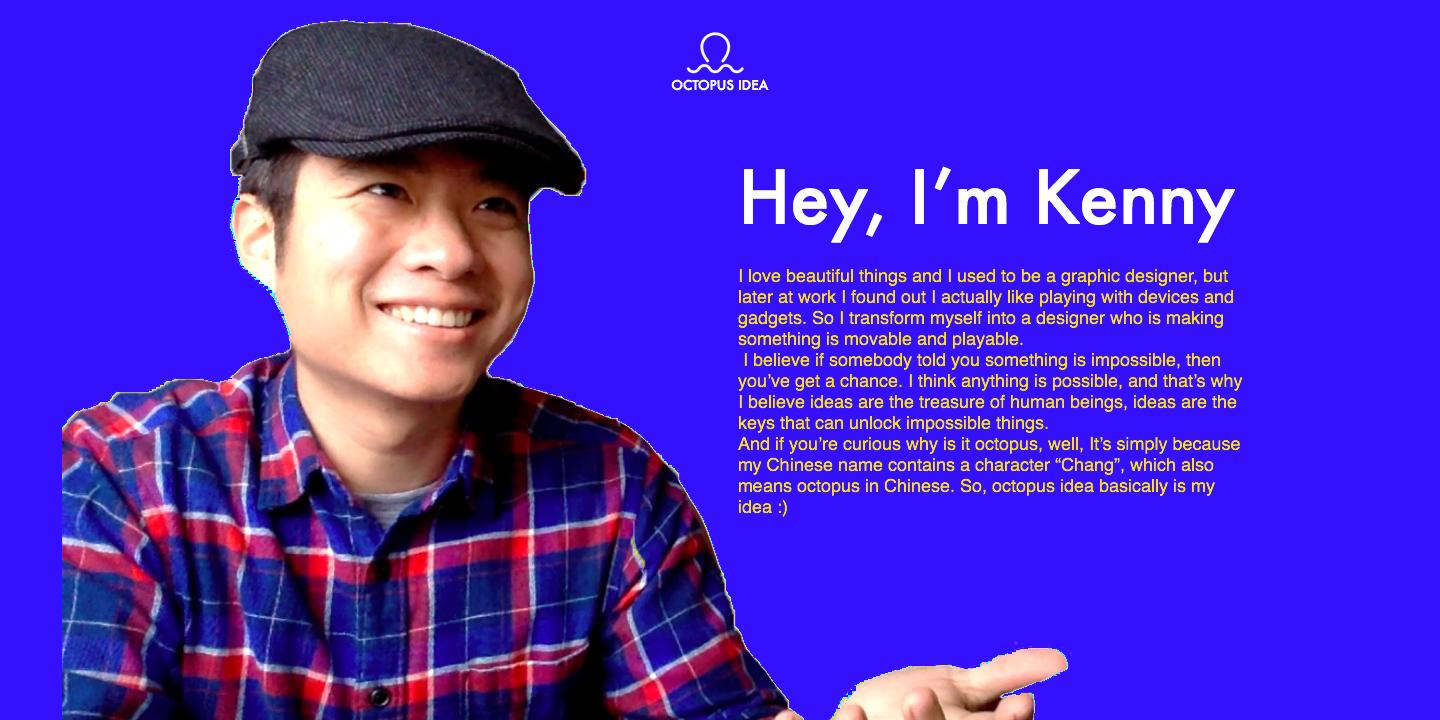 OCTOPUS IDEA
Hey, I’m Kenny
I love beautiful things and I used to be a graphic designer, but
later at work I found out I actually like playing with devices and
gadgets. So I transform myself into a designer who is making
something is movable and playable.
I believe if somebody told you something is impossible, then
you’ve get a chance. I think anything is possible, and that’s why
I believe ideas are the treasure of human beings, ideas are the
keys that can unlock impossible things.
And if you’re curious why is it octopus, well, It’s simply because
my Chinese name contains a character “Chang”, which also
means octopus in Chinese. So, octopus idea basically is my
idea :)